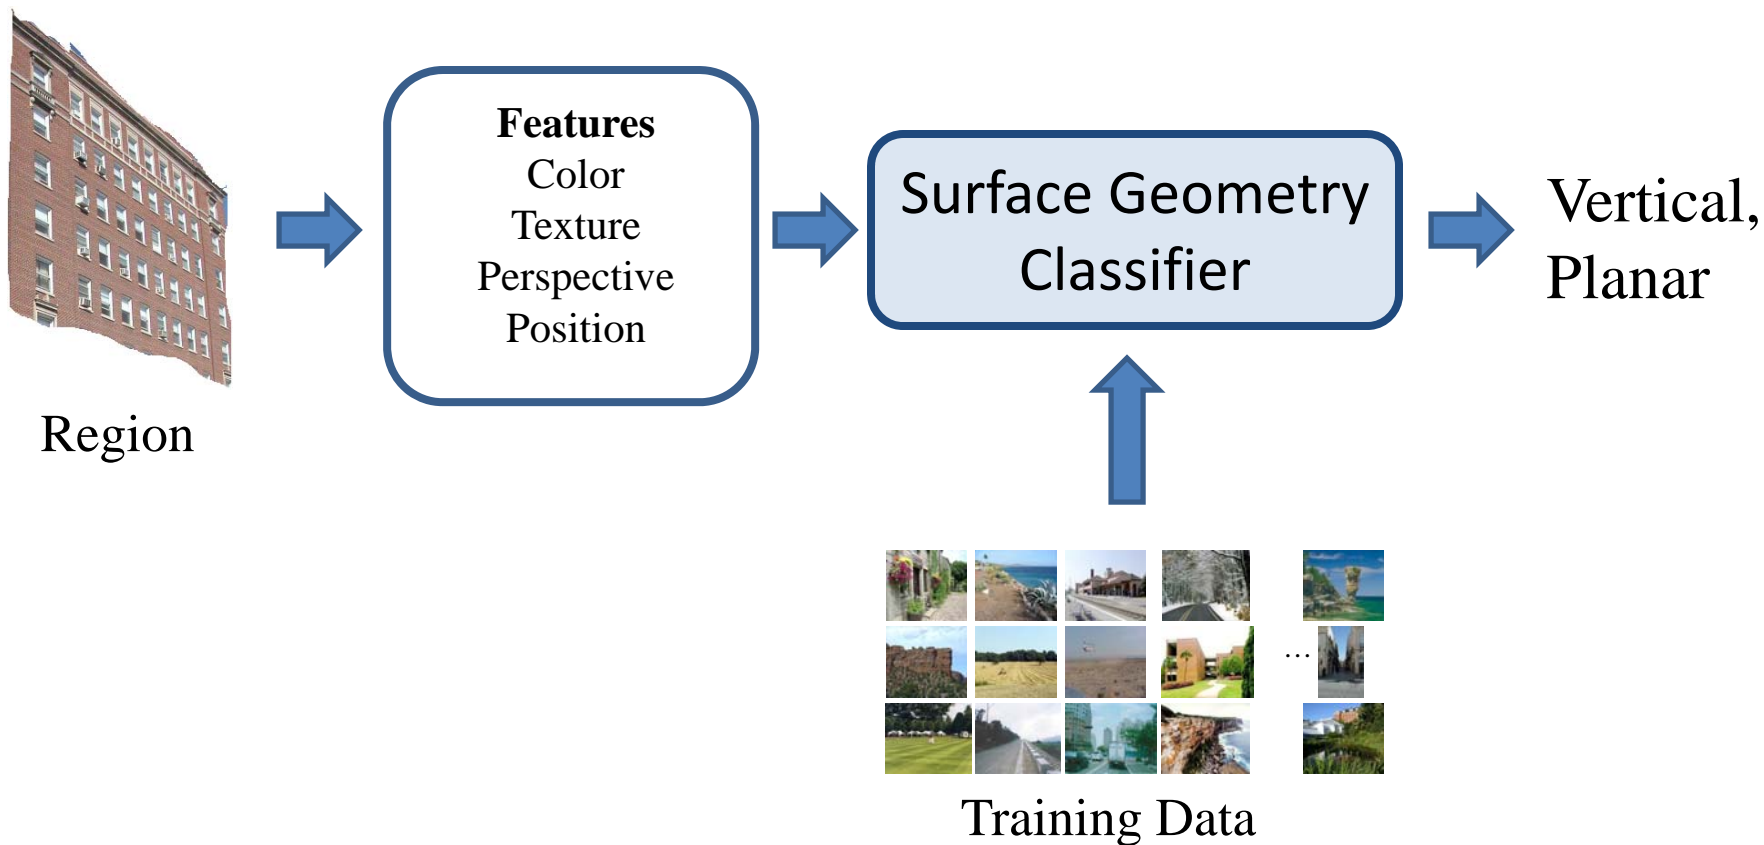 Features
Color
Texture
Perspective
Position
Surface Geometry
Classifier
Vertical,
Planar
Region
...
Training Data